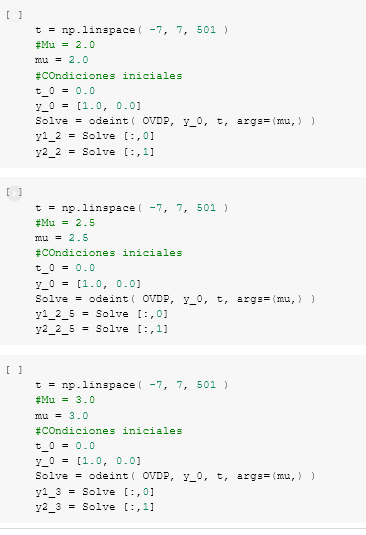 [ ]
t = np.linspace( -7, 7, 501 )
#Mu = 2.0
mu = 2.0
#COndiciones iniciales
t_0 = 0.0
y_0 = [1.0, 0.0]
Solve = odeint( OVDP, y_0, t, args=(mu,) )
y1_2 = Solve [:,0]
y2_2 = Solve [:,1]
[ ]
t = np.linspace( -7, 7, 501 )
#Mu = 2.5
mu = 2.5
#COndiciones iniciales
t_0 = 0.0
y_0 = [1.0, 0.0]
Solve = odeint( OVDP, y_0, t, args=(mu,) )
y1_2_5 = Solve [:,0]
y2_2_5 = Solve [:,1]
[ ]
t = np.linspace( -7, 7, 501 )
#Mu = 3.0
mu = 3.0
#COndiciones iniciales
t_0 = 0.0
y_0 = [1.0, 0.0]
Solve = odeint( OVDP, y_0, t, args=(mu,) )
y1_3 = Solve [:,0]
y2_3 = Solve [:,1]